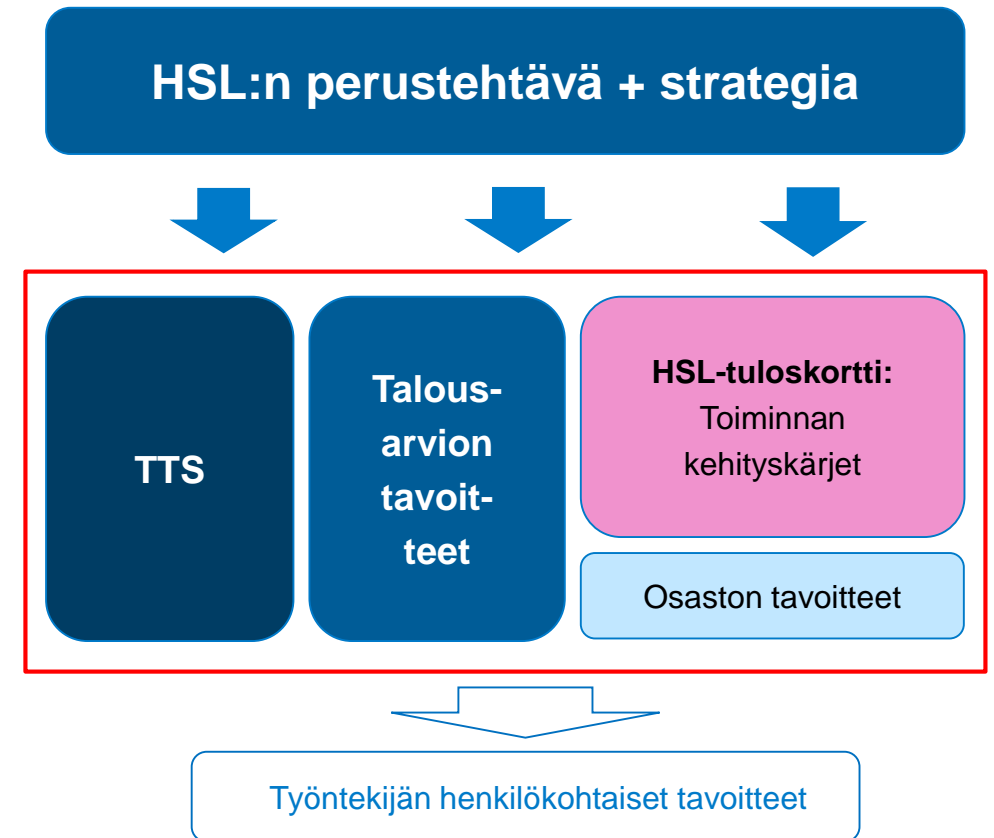 HSL:n perustehtävä + strategia
TTS
Talous-
arvion
tavoit-
teet
HSL-tuloskortti:
Toiminnan
kehityskärjet
Osaston tavoitteet
Työntekijän henkilökohtaiset tavoitteet